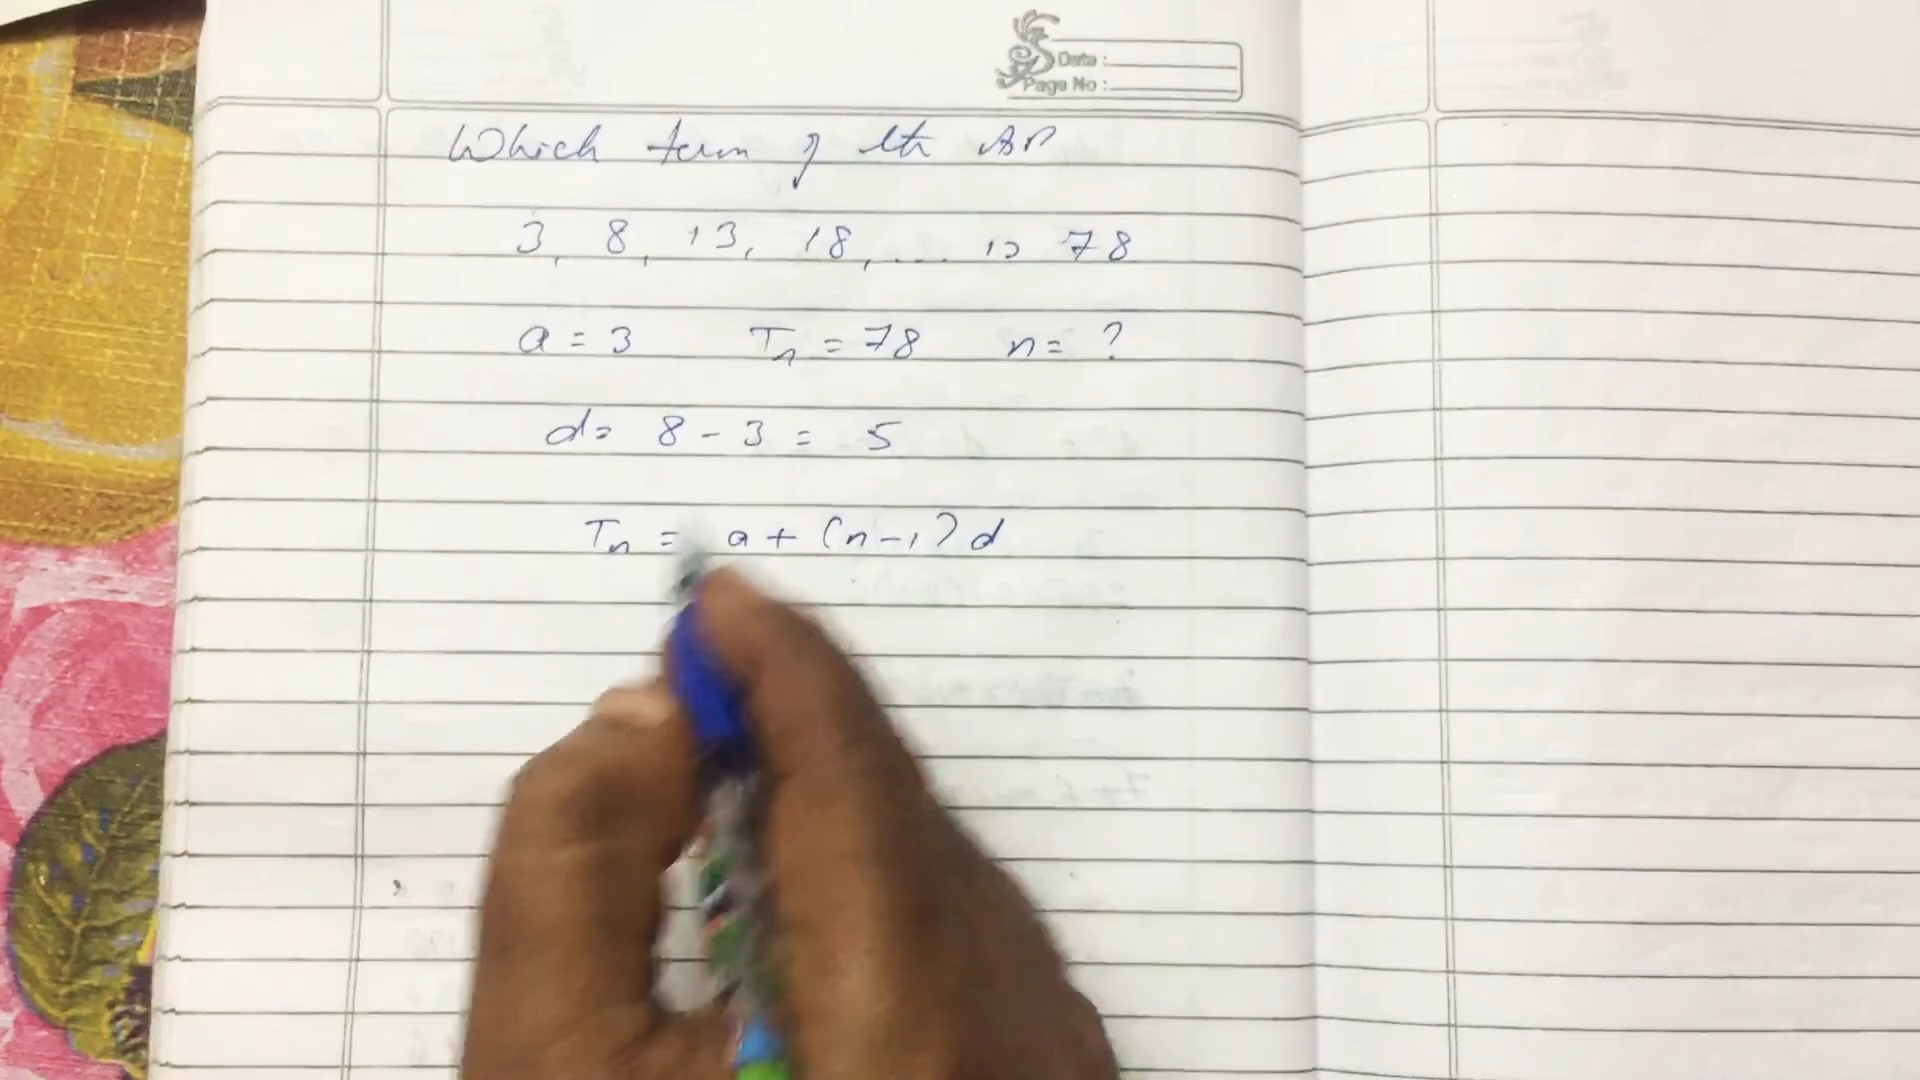 Date :
Page No :
Which term of the AP
3, 8, 13, 18, .... is 78
a = 3 Tn = 78 n = ?
d = 8 - 3 = 5
Tn = a + (n-1) d